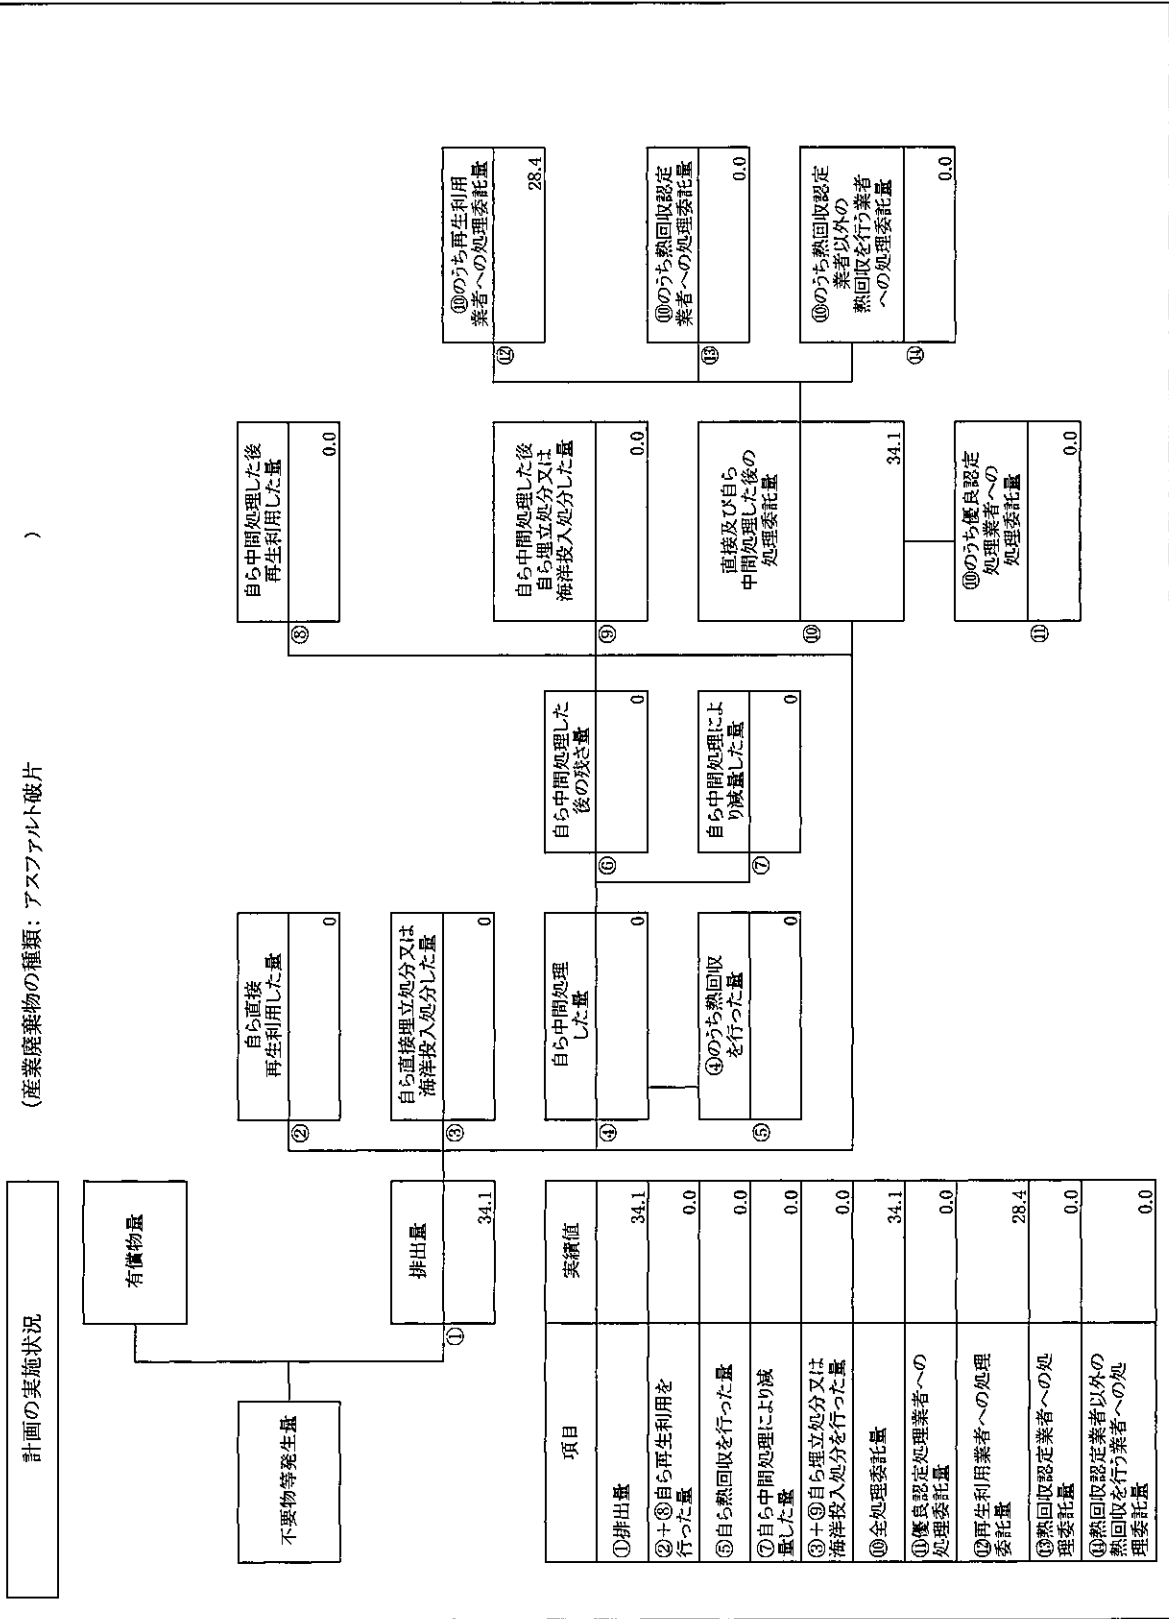 計画の実施状況
(産業廃棄物の種類: アスファルト破片
)
不要物等発生量
有償物量
①
排出量
34.1
②
自ら直接
再生利用した量
0
③
自ら直接埋立処分又は
海洋投入処分した量
0
④
自ら中間処理
した量
0
⑤
④のうち熱回収
を行った量
0
⑥
自ら中間処理した
後の残さ量
0
⑦
自ら中間処理によ
り減量した量
0
⑧
自ら中間処理した後
再生利用した量
0.0
⑨
自ら中間処理した後
自ら埋立処分又は
海洋投入処分した量
0.0
⑩
直接及び自ら
中間処理した後の
処理委託量
34.1
⑪
⑩のうち優良認定
処理業者への
処理委託量
0.0
⑫
⑩のうち再生利用
業者への処理委託量
28.4
⑬
⑩のうち熱回収認定
業者への処理委託量
0.0
⑭
⑩のうち熱回収認定
業者以外の
熱回収を行う業者
への処理委託量
0.0
項目
実績値
①排出量
34.1
②+⑧自ら再生利用を
行った量
0.0
⑤自ら熱回収を行った量
0.0
⑦自ら中間処理により減
量した量
0.0
③+⑨自ら埋立処分又は
海洋投入処分を行った量
0.0
⑩全処理委託量
34.1
⑪優良認定処理業者への
処理委託量
0.0
⑫再生利用業者への処理
委託量
28.4
⑬熱回収認定業者への処
理委託量
0.0
⑭熱回収認定業者以外の
熱回収を行う業者への処
理委託量
0.0